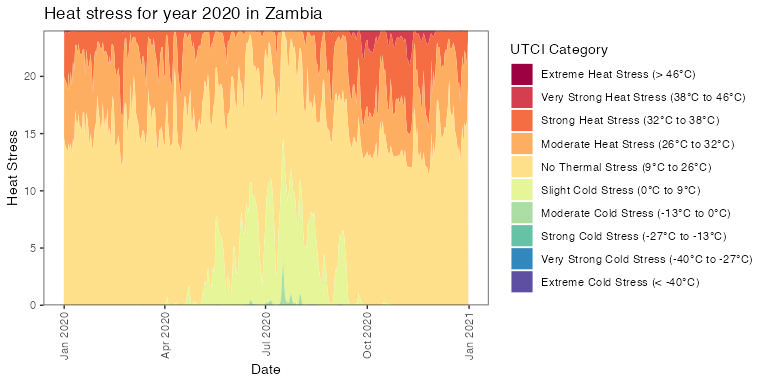 Heat stress for year 2020 in Zambia
Heat Stress
20
15
10
5
0
Jan 2020
Apr 2020
Jul 2020
Oct 2020
Jan 2021
Date
UTCI Category
Extreme Heat Stress (> 46°C)
Very Strong Heat Stress (38°C to 46°C)
Strong Heat Stress (32°C to 38°C)
Moderate Heat Stress (26°C to 32°C)
No Thermal Stress (9°C to 26°C)
Slight Cold Stress (0°C to 9°C)
Moderate Cold Stress (-13°C to 0°C)
Strong Cold Stress (-27°C to -13°C)
Very Strong Cold Stress (-40°C to -27°C)
Extreme Cold Stress (< -40°C)